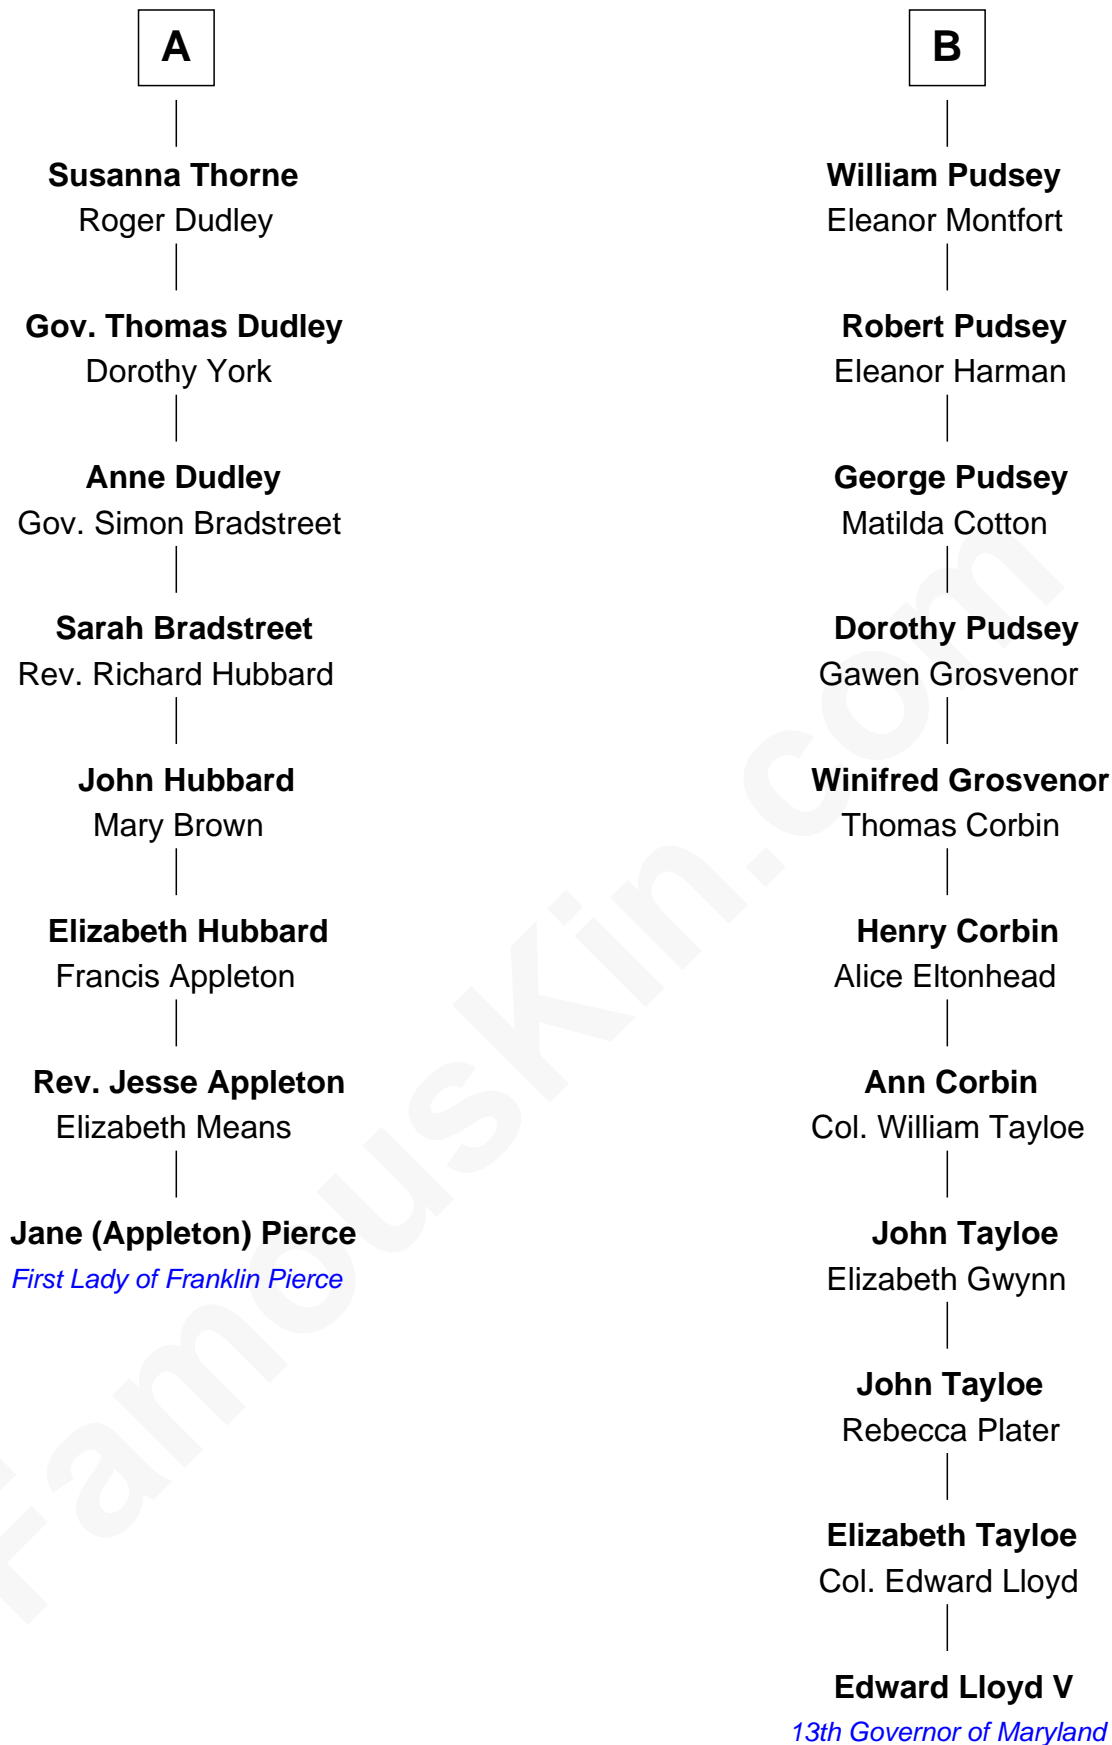 A
Susanna Thorne
Roger Dudley
Gov. Thomas Dudley
Dorothy York
Anne Dudley
Gov. Simon Bradstreet
Sarah Bradstreet
Rev. Richard Hubbard
John Hubbard
Mary Brown
Elizabeth Hubbard
Francis Appleton
Rev. Jesse Appleton
Elizabeth Means
Jane (Appleton) Pierce
First Lady of Franklin Pierce
B
William Pudsey
Eleanor Montfort
Robert Pudsey
Eleanor Harman
George Pudsey
Matilda Cotton
Dorothy Pudsey
Gawen Grosvenor
Winifred Grosvenor
Thomas Corbin
Henry Corbin
Alice Eltonhead
Ann Corbin
Col. William Tayloe
John Tayloe
Elizabeth Gwynn
John Tayloe
Rebecca Plater
Elizabeth Tayloe
Col. Edward Lloyd
Edward Lloyd V
13th Governor of Maryland
FamousKin.com